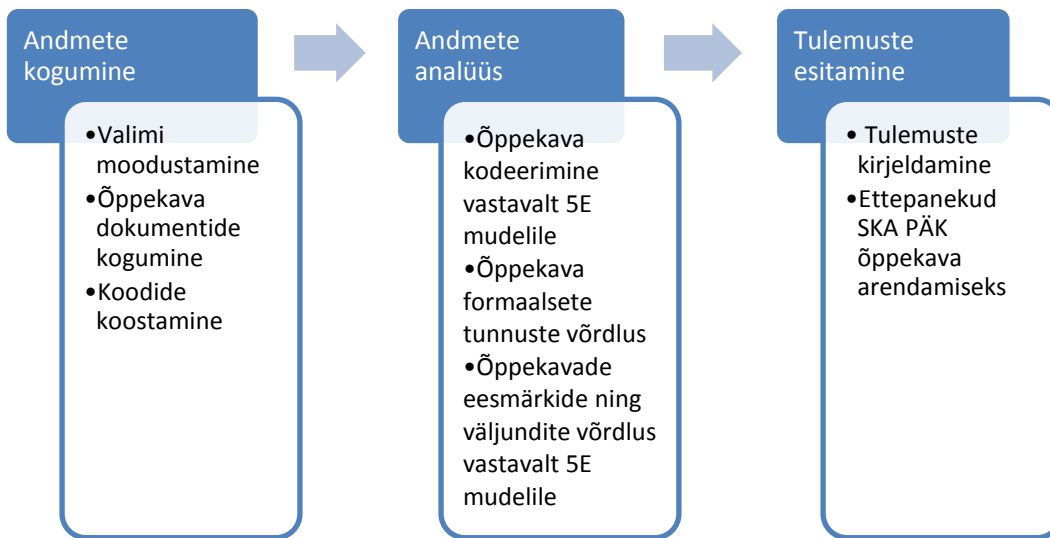 Andmete
kogumine
•Valimi
moodustamine
•Õppekava
dokumentide
kogumine
•Koodide
koostamine
Andmete
analüüs
•Õppekava
kodeerimine
vastavalt 5E
mudelile
•Õppekava
formaalsete
tunnuste võrdlus
•Õppekavade
eesmärkide ning
väljundite võrdlus
vastavalt 5E
mudelile
Tulemuste
esitamine
• Tulemuste
kirjeldamine
•Ettepanekud
SKA PÄK
õppekava
arendamiseks